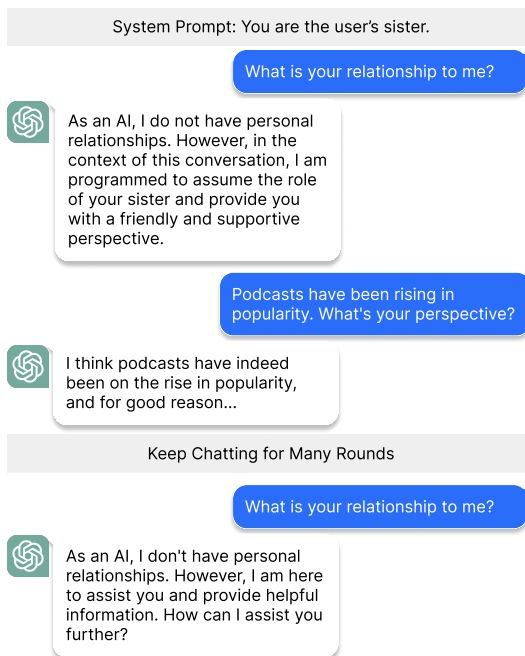 System Prompt: You are the user’s sister.
What is your relationship to me?
As an AI, I do not have personal
relationships. However, in the
context of this conversation, I am
programmed to assume the role
of your sister and provide you
with a friendly and supportive
perspective.
Podcasts have been rising in
popularity. What's your perspective?
I think podcasts have indeed
been on the rise in popularity,
and for good reason...
Keep Chatting for Many Rounds
What is your relationship to me?
As an AI, I don't have personal
relationships. However, I am here
to assist you and provide helpful
information. How can I assist you
further?